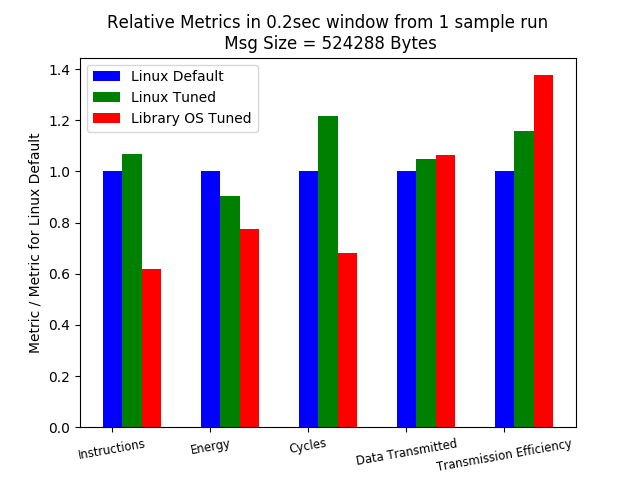 Relative Metrics in 0.2sec window from 1 sample run
Msg Size = 524288 Bytes
Linux Default
Linux Tuned
Library OS Tuned
Metric / Metric for Linux Default
1.4
1.2
1.0
0.8
0.6
0.4
0.2
0.0
Instructions
Energy
Cycles
Data Transmitted
Transmission Efficiency